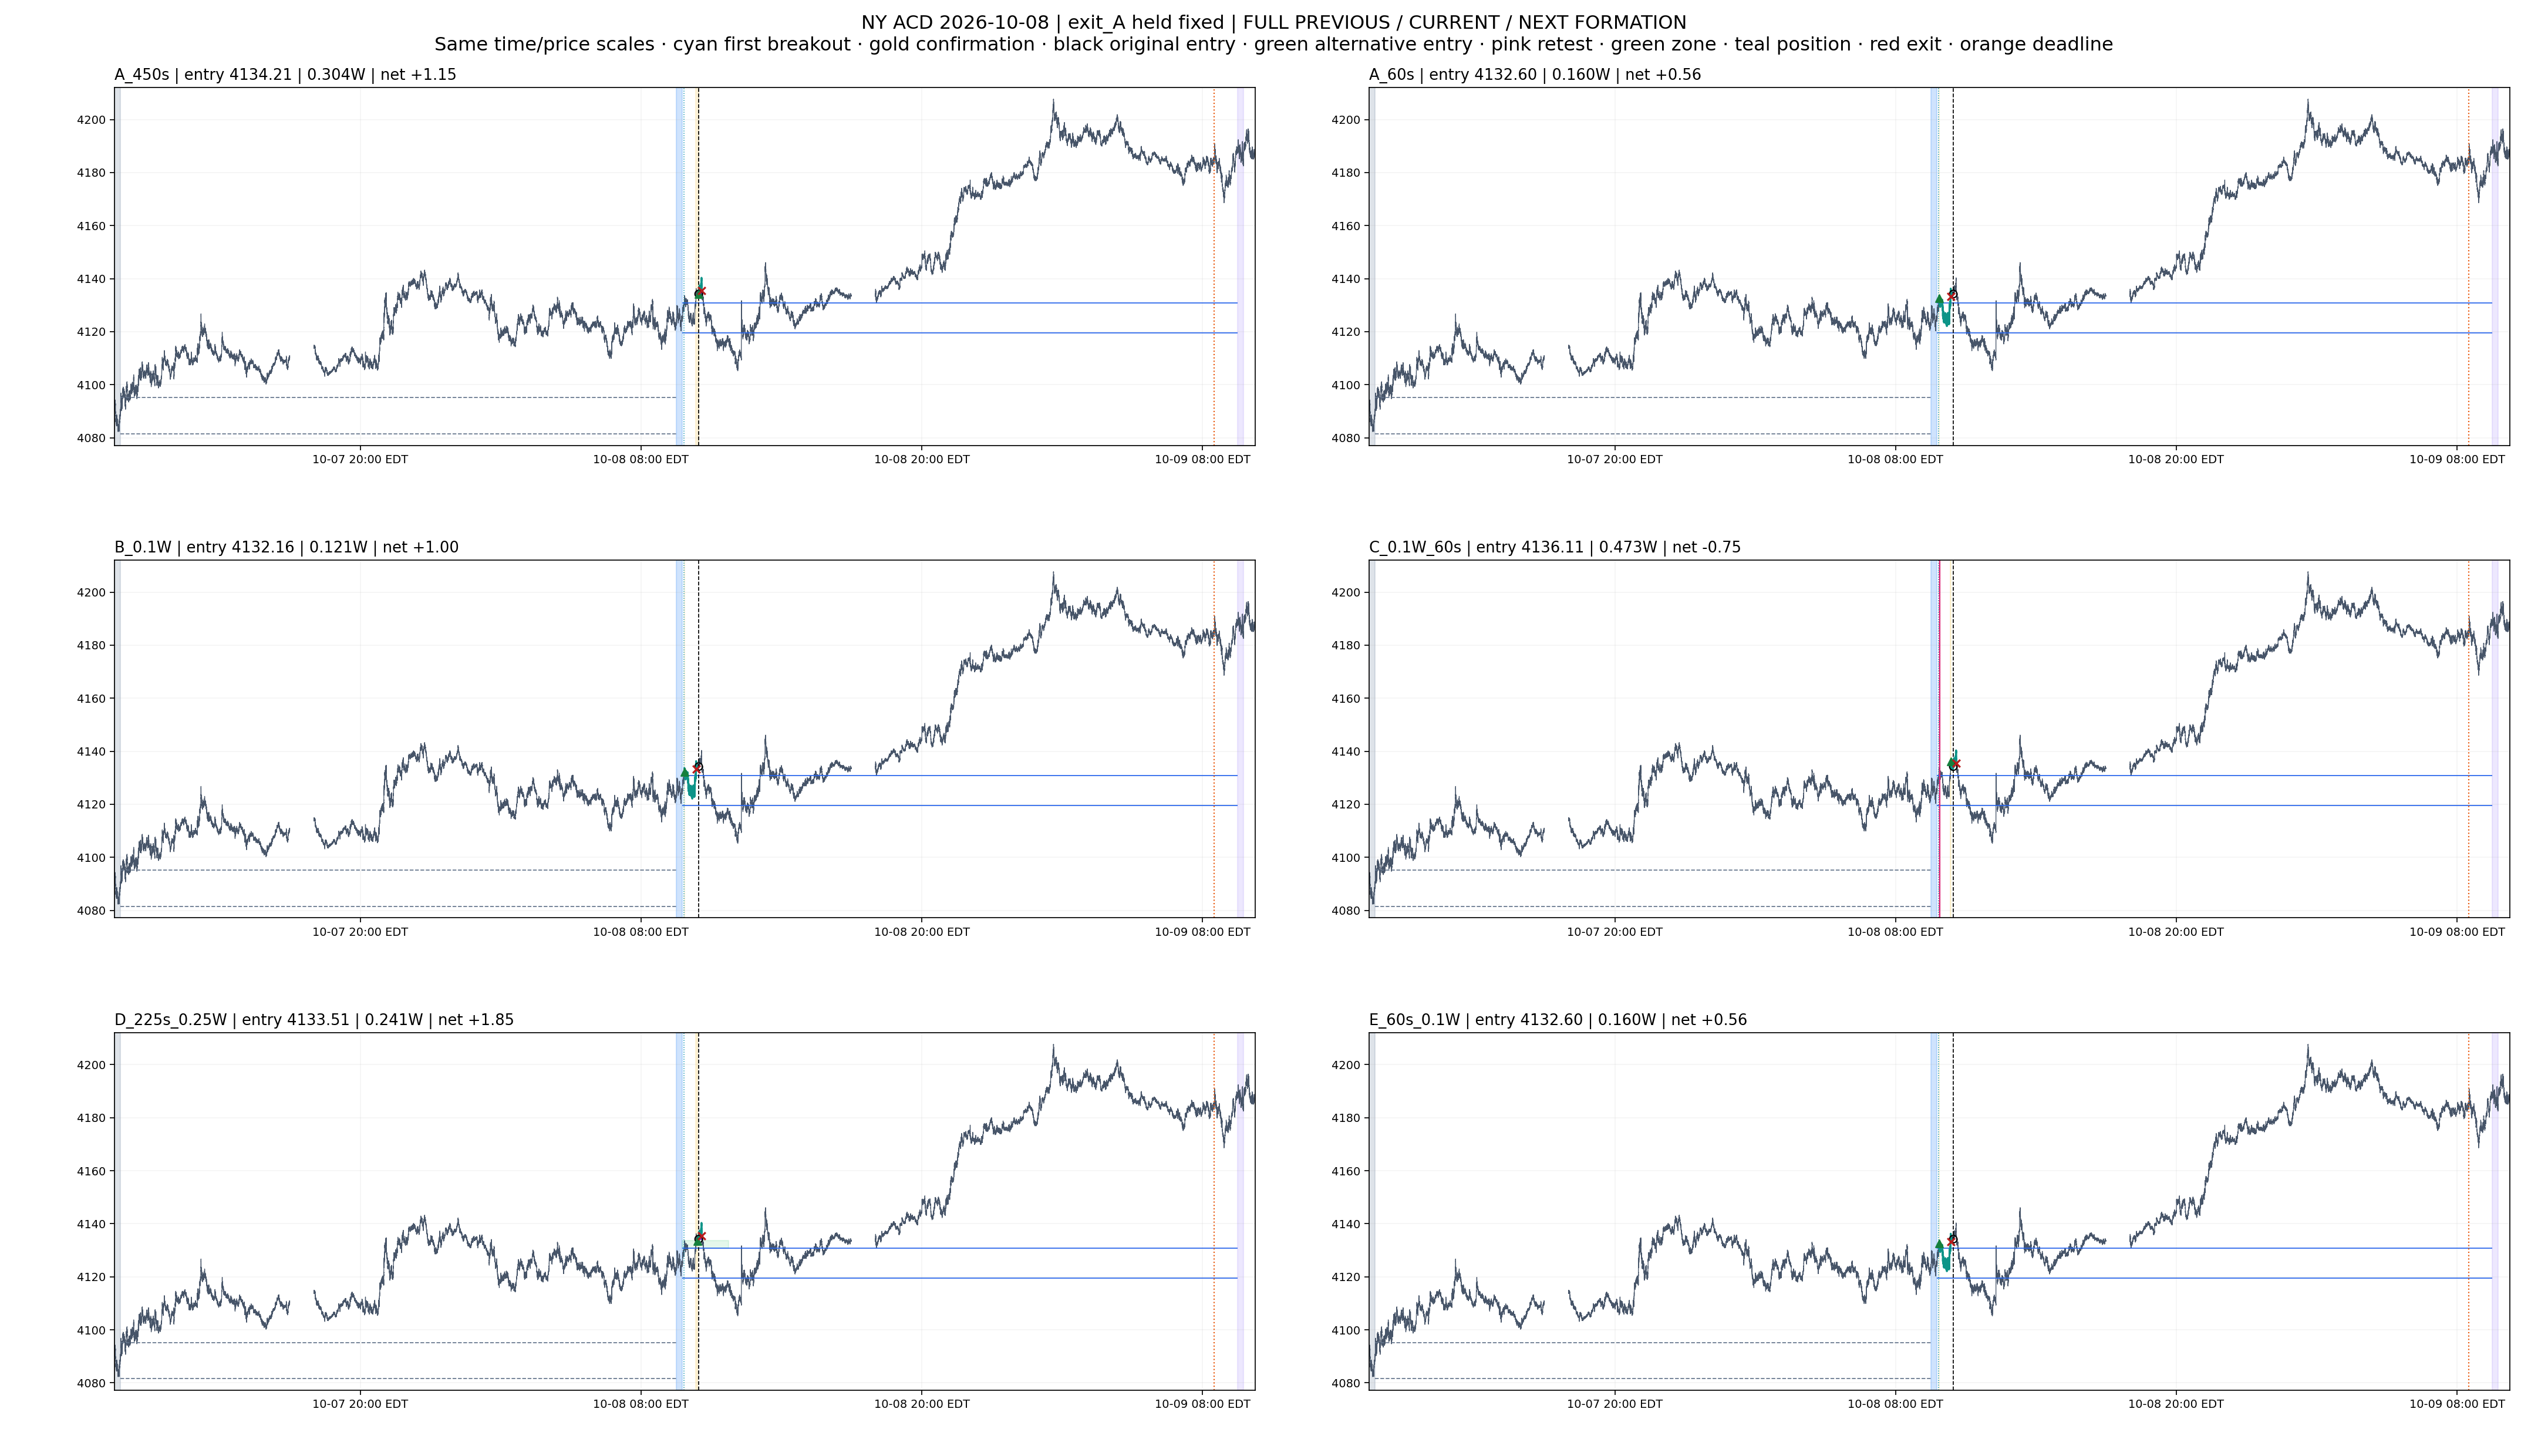 NY ACD 2026-10-08 | exit_A held fixed | FULL PREVIOUS / CURRENT / NEXT FORMATION
Same time/price scales · cyan first breakout · gold confirmation · black original entry · green alternative entry · pink retest · green zone · teal position · red exit · orange deadline
A_450s | entry 4134.21 | 0.304W | net +1.15
4200
4180
4160
4140
4120
4100
4080
10-07 20:00 EDT
10-08 08:00 EDT
10-08 20:00 EDT
10-09 08:00 EDT
A_60s | entry 4132.60 | 0.160W | net +0.56
4200
4180
4160
4140
4120
4100
4080
10-07 20:00 EDT
10-08 08:00 EDT
10-08 20:00 EDT
10-09 08:00 EDT
B_0.1W | entry 4132.16 | 0.121W | net +1.00
4200
4180
4160
4140
4120
4100
4080
10-07 20:00 EDT
10-08 08:00 EDT
10-08 20:00 EDT
10-09 08:00 EDT
C_0.1W_60s | entry 4136.11 | 0.473W | net -0.75
4200
4180
4160
4140
4120
4100
4080
10-07 20:00 EDT
10-08 08:00 EDT
10-08 20:00 EDT
10-09 08:00 EDT
D_225s_0.25W | entry 4133.51 | 0.241W | net +1.85
4200
4180
4160
4140
4120
4100
4080
10-07 20:00 EDT
10-08 08:00 EDT
10-08 20:00 EDT
10-09 08:00 EDT
E_60s_0.1W | entry 4132.60 | 0.160W | net +0.56
4200
4180
4160
4140
4120
4100
4080
10-07 20:00 EDT
10-08 08:00 EDT
10-08 20:00 EDT
10-09 08:00 EDT